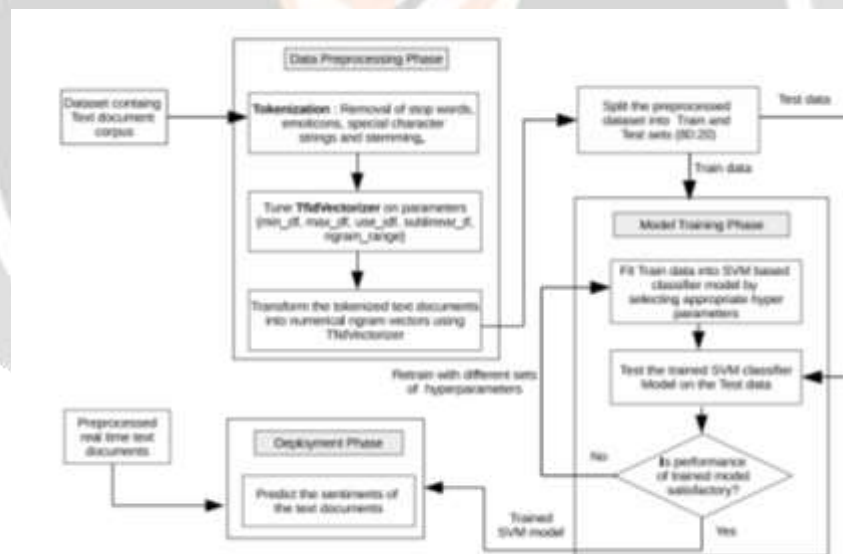 Data Preprocessing Phase
Dataset containg
Text document
corpus
Tokenization : Removal of stop words,
emoticons, special character
strings and stemming.
Tune TfidVectorizer on parameters
(min_df, max_df, use_idf, sublinear_tf,
ngram_range)
Transform the tokenized text documents
into numerical ngram vectors using
TfidVectorizer
Split the preprocessed
dataset into Train and
Test sets (80:20)
Test data
Train data
Model Training Phase
Fit Train data into SVM based
classifier model by
selecting appropriate hyper
parameters
Test the trained SVM classifier
Model on the Test data
Retrain with different sets
of hyperparameters
Is performance
of trained model
satisfactory?
No
Yes
Trained
SVM model
Preprocessed
real time text
documents
Deployment Phase
Predict the sentiments of
the text documents